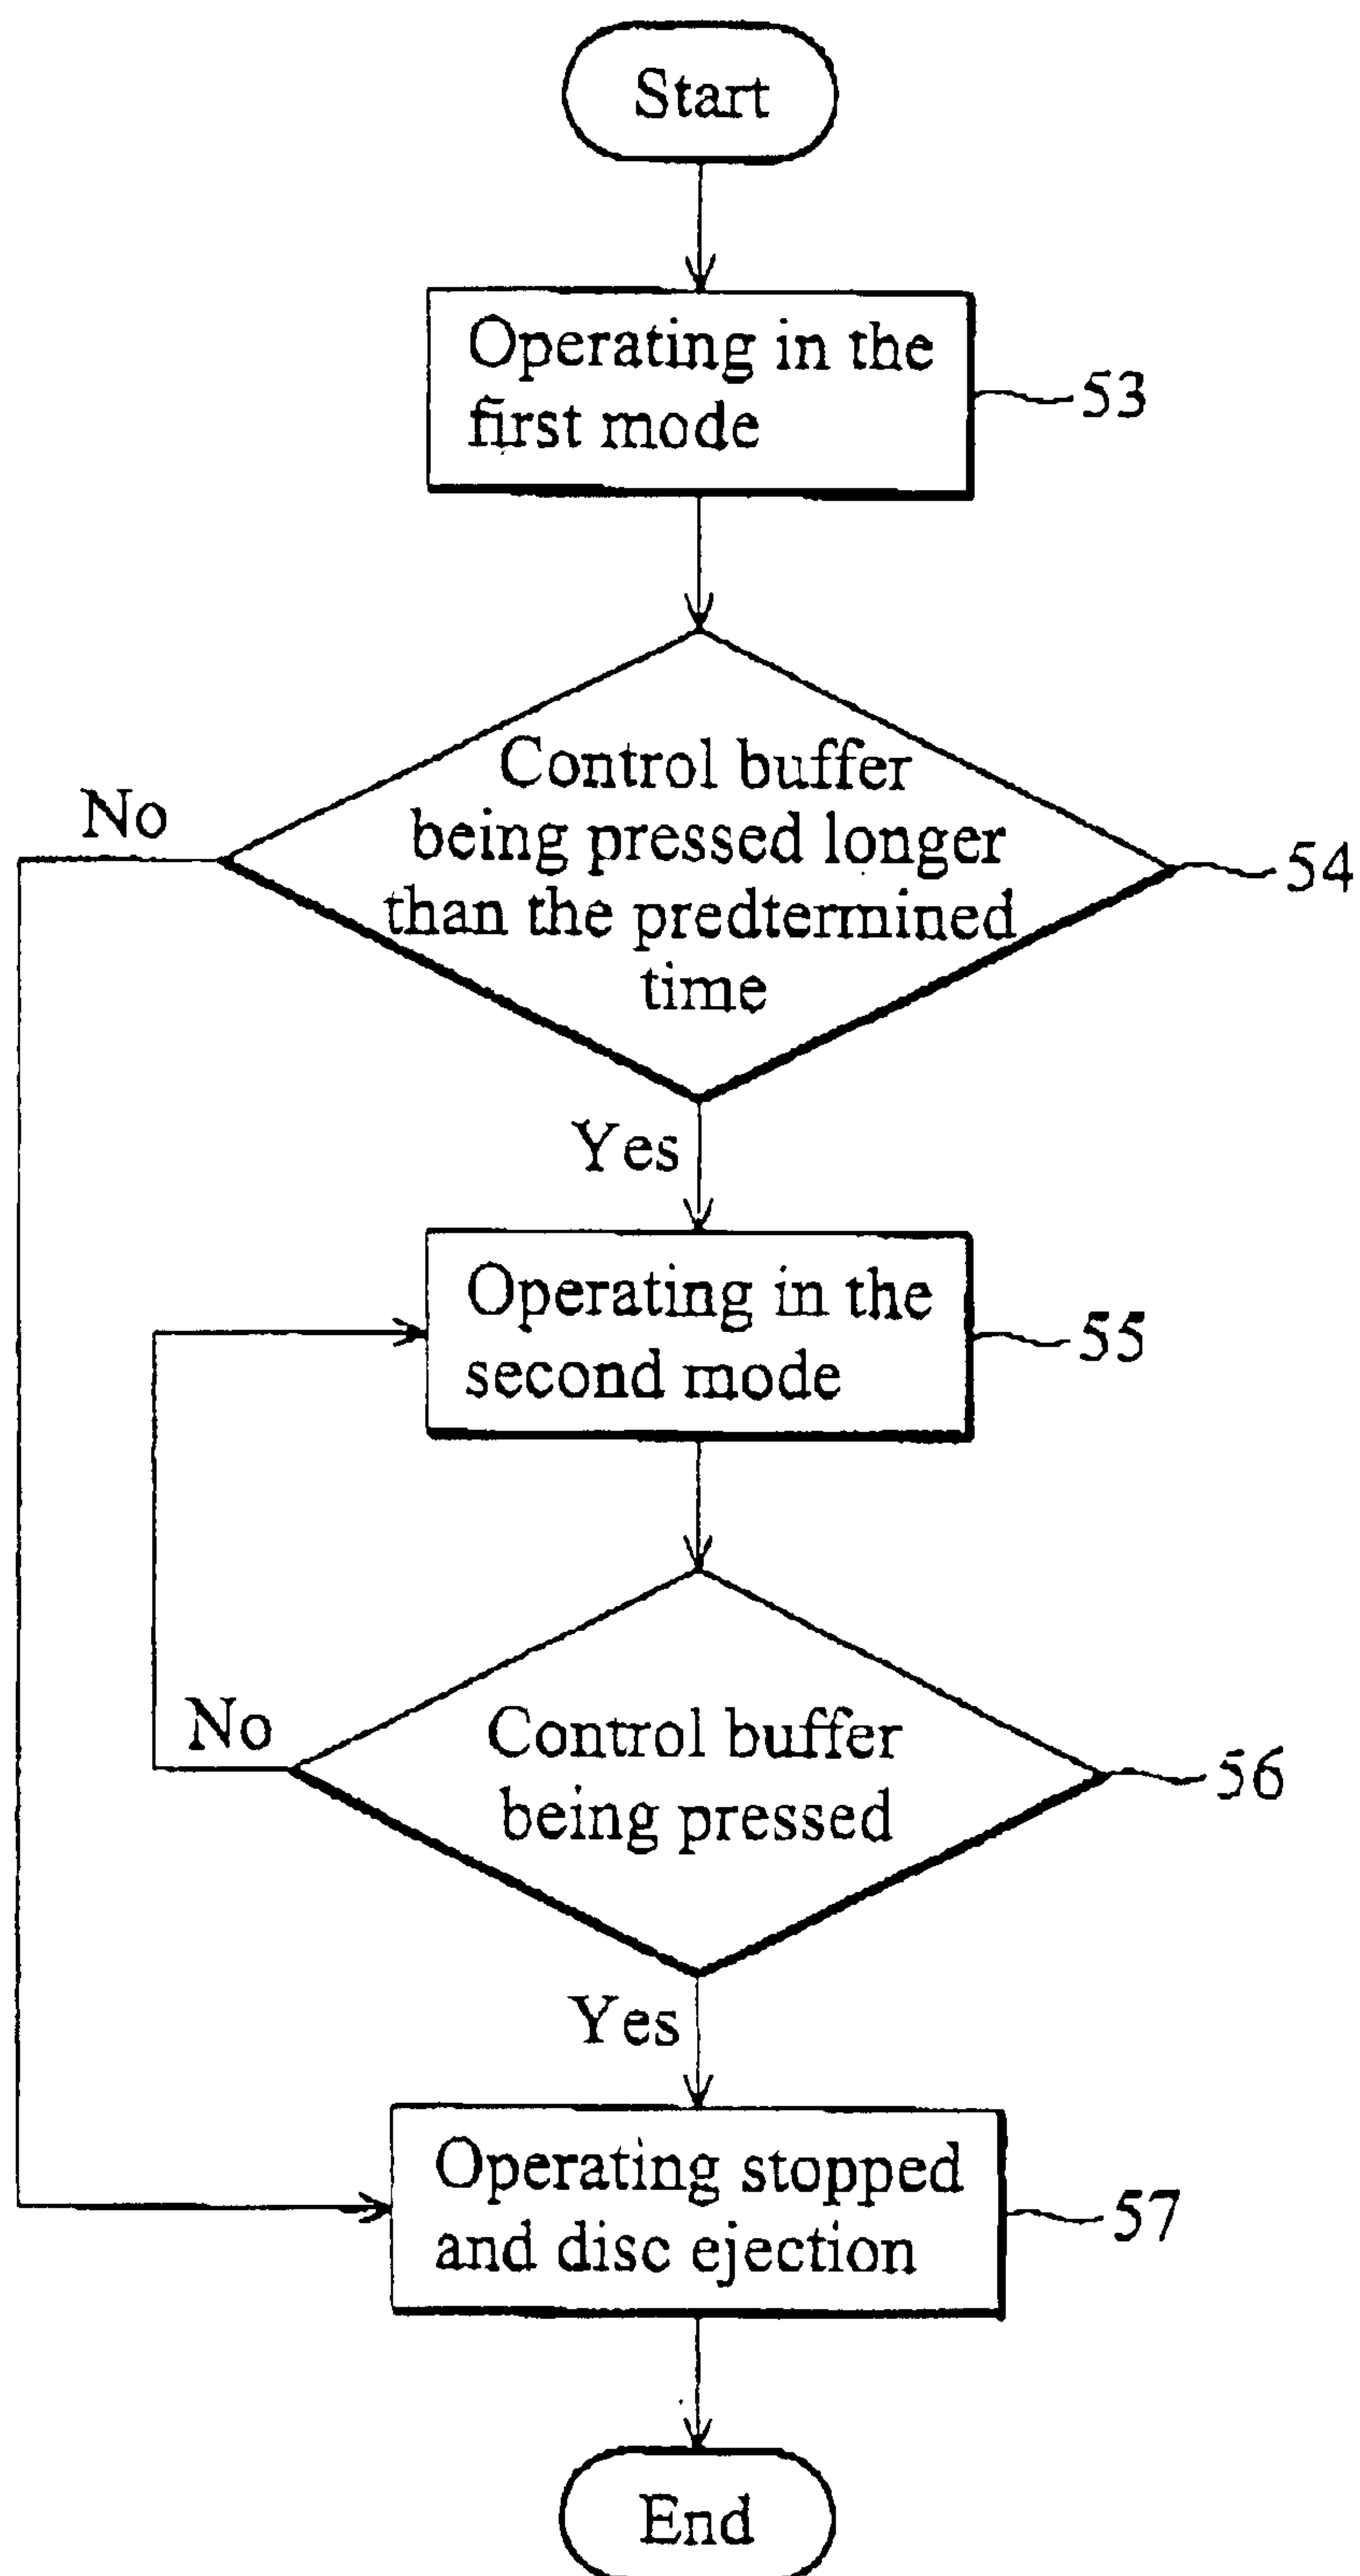 Start
Operating in the
first mode
53
Control buffer
being pressed longer
than the predtermined
time
54
No
Yes
Operating in the
second mode
55
Control buffer
being pressed
56
No
Yes
Operating stopped
and disc ejection
57
End